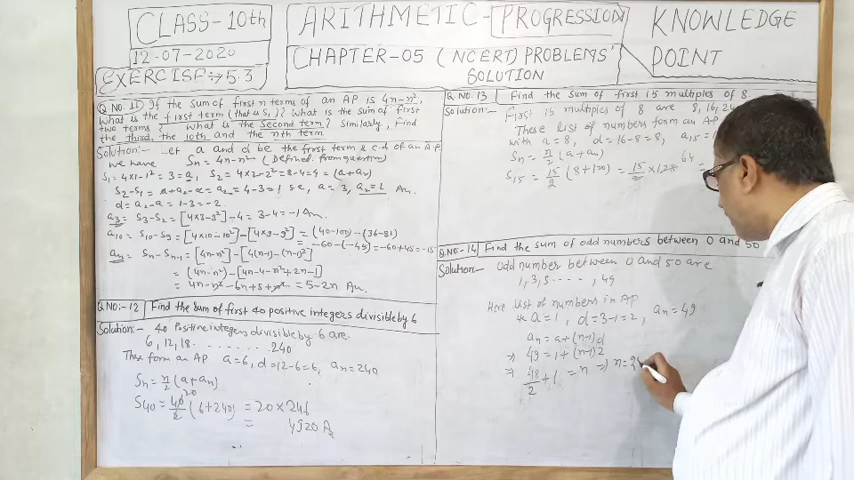 CLASS-10th
12-07-2020
EXERCISE:-5.3
ARITHMETIC-PROGRESSION
CHAPTER-05 (NCERT) PROBLEMS'
SOLUTION
KNOWLEDGE
POINT
Q NO. 11) If the sum of first n terms of an AP is 4n-n²,
What is the first term (that is S₁)? What is the sum of first
two terms? What is the second term? Similarly, Find
the third, the 10th and the nth term.
Solution:- Let a and d be the first term & c.d of an A.P
we have Sn = 4n-n² (Defined from question)
S₁ = 4×1-1² = 3 = a, S₂ = 4×2-2² = 8-4 = 4 = (a+a₂)
S₂-S₁ = a+a₂-a = a₂ = 4-3 = 1 a = 3, a₂ = 1 Ans.
d = a₂-a = 1-3 = -2.
a₃ = S₃-S₂ = [4×3-3²]-4 = 3-4 = -1 Ans.
a₁₀ = S₁₀-S₉ = [4×10-10²]-[4×9-9²] = (40-100)-(36-81)
= -60-(-45) = -60+45 = -15
an = Sn-Sn-1 = [4n-n²]-[4(n-1)-(n-1)²]
= (4n-n²)-[4n-4-n²+2n-1]
= 4n-n²-6n+5+n² = 5-2n Ans.
Q NO:-12 Find the sum of first 40 positive integers divisible by 6
Solution:- 40 Positive integers divisible by 6 are.
6, 12, 18 . . . . . . . . . 240
These form an AP a = 6, d = 12-6 = 6, an = 240
Sn = n/2 (a+an)
S40 = 40/2 20 (6+240) = 20×246
= 4920 Ans
Q NO. 13 Find the sum of first 15 multiples of 8.
Solution:- First 15 multiples of 8 are 8, 16, 24
These list of numbers form an AP
with a = 8, d = 16-8 = 8, a15 =
Sn = n/2 (a+an)
S15 = 15/2 (8+120) = 15/2 × 128 64 =
Q.NO.-14 Find the sum of odd numbers between 0 and 50
Solution- Odd number between 0 and 50 are
1, 3, 5 . . . . . , 49
Here list of numbers in AP
a = 1, d = 3-1 = 2, an = 49
an = a+(n-1)d
⇒ 49 = 1+(n-1)2
⇒ 48/2 + 1 = n ⇒ n =